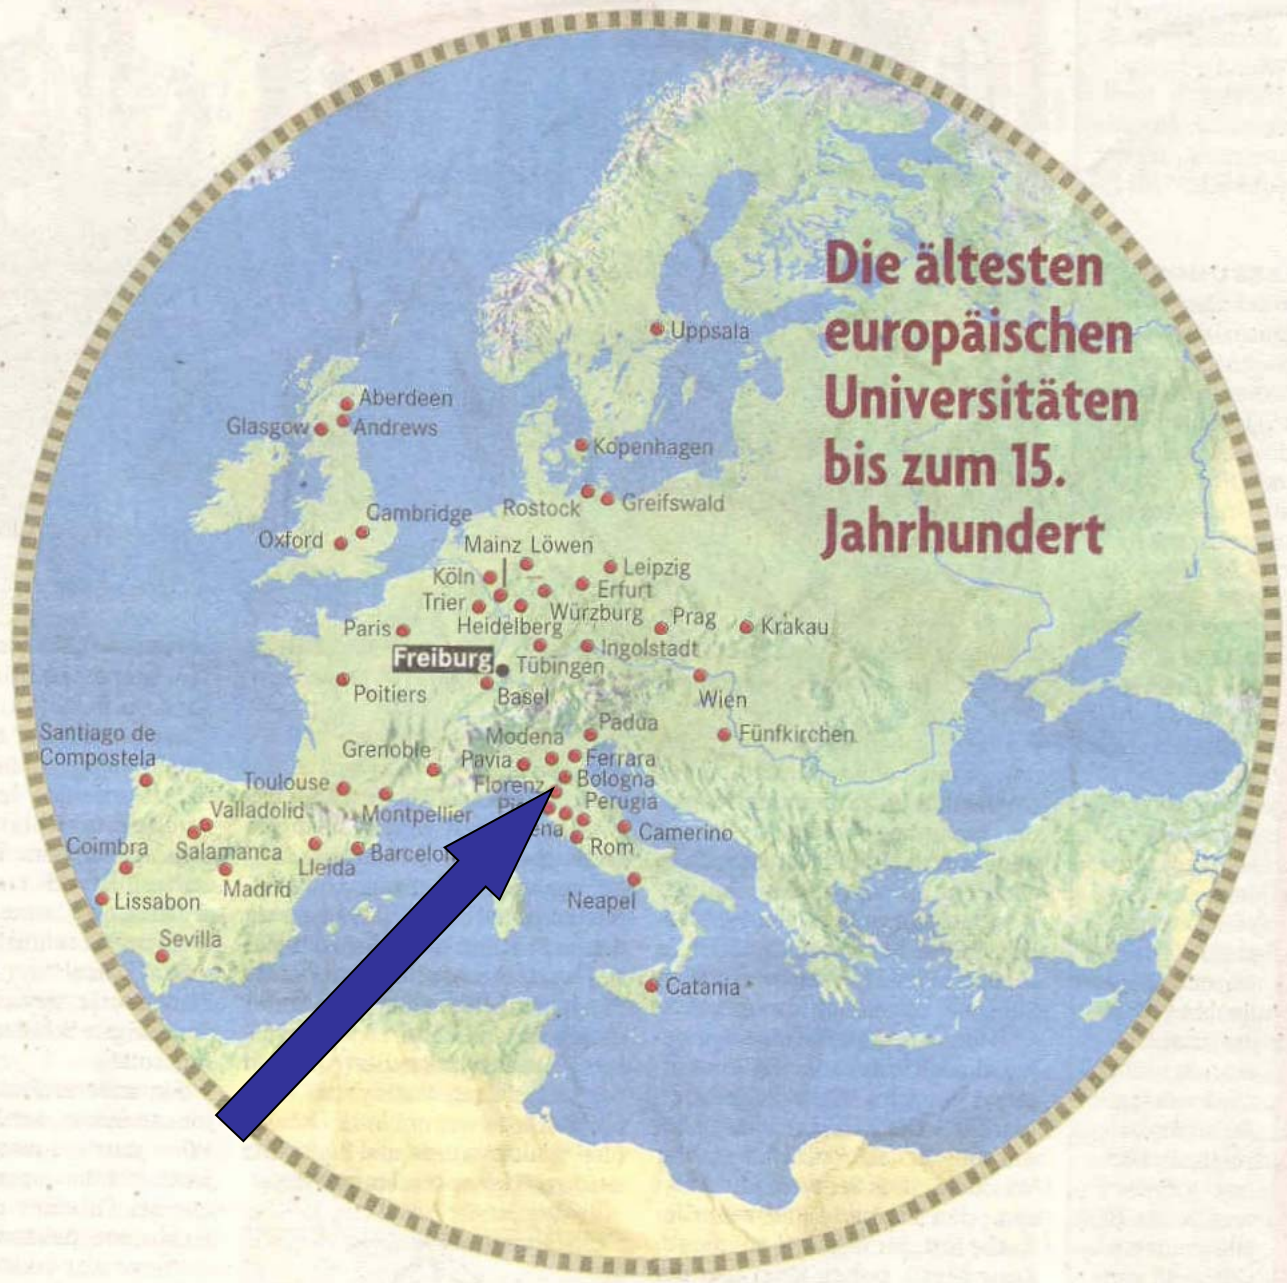 Die ältesten
europäischen
Universitäten
bis zum 15.
Jahrhundert
Uppsala
Aberdeen
Glasgow
Andrews
Kopenhagen
Rostock
Greifswald
Cambridge
Oxford
Mainz
Löwen
Köln
Leipzig
Erfurt
Trier
Würzburg
Prag
Krakau
Paris
Heidelberg
Ingolstadt
Freiburg
Tübingen
Poitiers
Basel
Wien
Padua
Santiago de
Compostela
Modena
Fünfkirchen
Grenoble
Pavia
Ferrara
Toulouse
Florenz
Bologna
Valladolid
Montpellier
Perugia
Camerino
Coimbra
Salamanca
Lleida
Rom
Madrid
Lissabon
Neapel
Sevilla
Catania